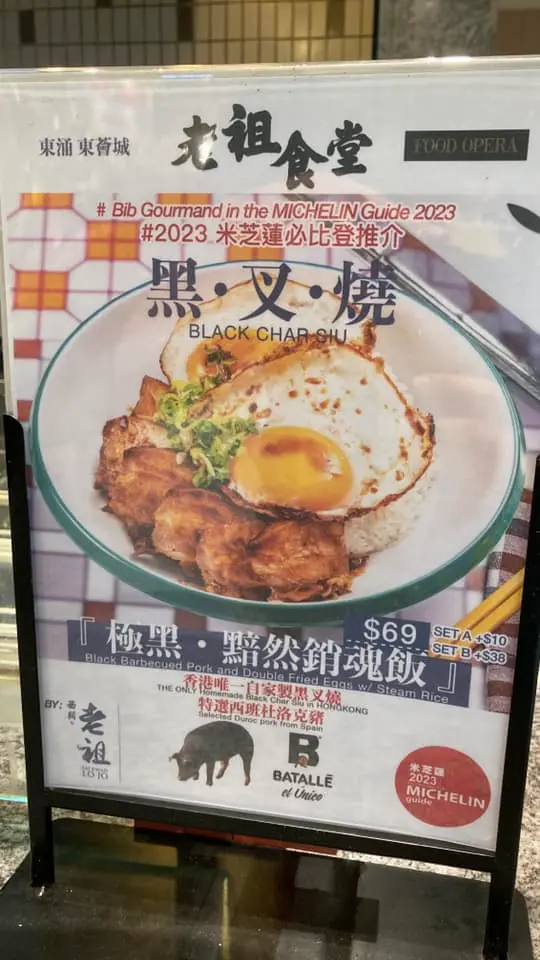 東涌 東薈城
老祖食堂
FOOD OPERA
# Bib Gourmand in the MICHELIN Guide 2023
#2023 米芝蓮必比登推介
黑·叉·燒
BLACK CHAR SIU
$69
SET A +$10
SET B +$38
『極黑·黯然銷魂飯』
Black Barbecued Pork and Double Fried Eggs w/ Steam Rice
香港唯一自家製黑叉燒
THE ONLY Homemade Black Char Siu in HONGKONG
特選西班杜洛克豬
Selected Duroc pork from Spain
BY:
老祖
B
BATALLÉ
el Único
米芝蓮
2023
MICHELIN
guide